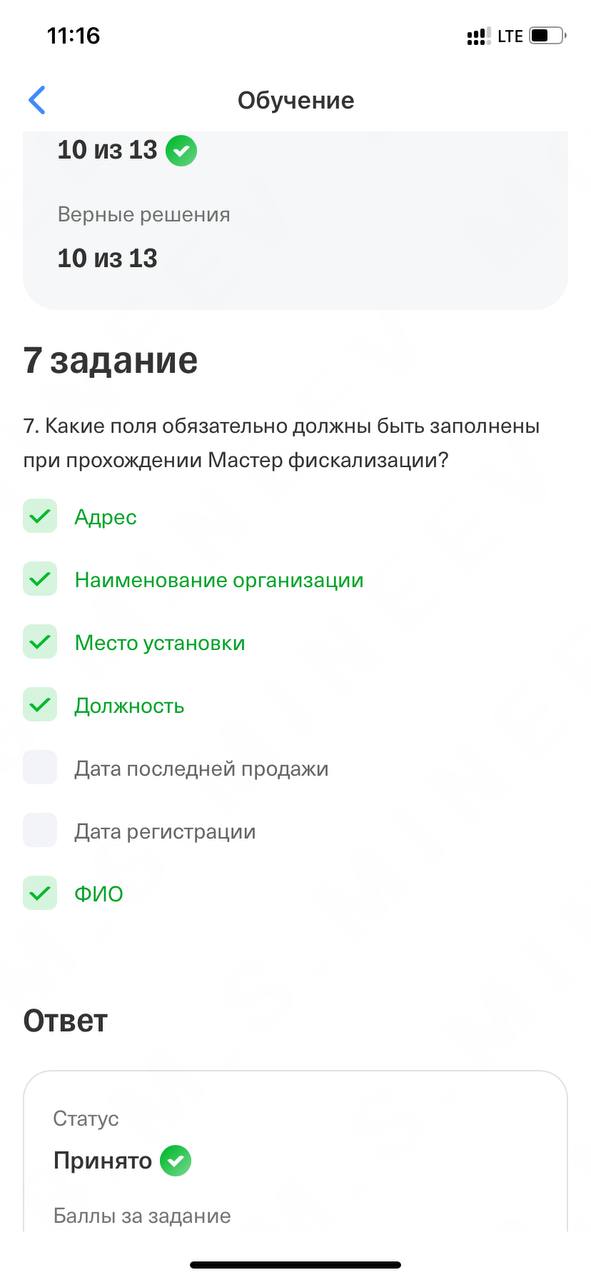 11:16
LTE
Обучение
10 из 13
Верные решения
10 из 13
7 задание
7. Какие поля обязательно должны быть заполнены
при прохождении Мастер фискализации?
Адрес
Наименование организации
Место установки
Должность
Дата последней продажи
Дата регистрации
ФИО
Ответ
Статус
Принято
Баллы за задание